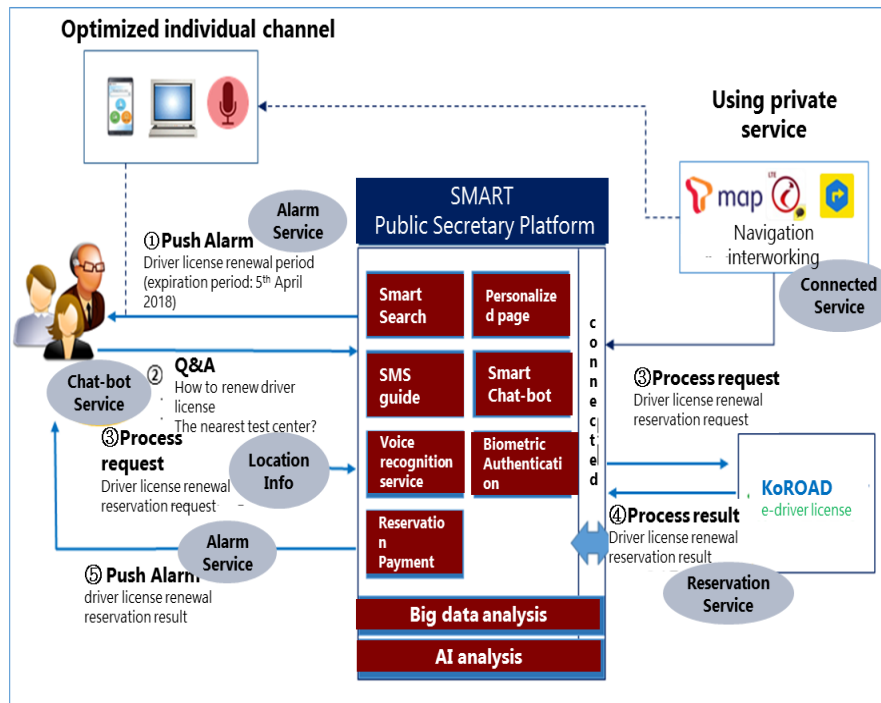 Optimized individual channel
Using private
service
LTE
map
Navigation
interworking
Connected
Service
SMART
Public Secretary Platform
Alarm
Service
①Push Alarm
Driver license renewal period
(expiration period: 5th April
2018)
Smart
Search
Personalize
d page
SMS
guide
Smart
Chat-bot
Voice
recognition
service
Biometric
Authenticati
on
Reservatio
n
Payment
connected
Big data analysis
AI analysis
Chat-bot
Service
② Q&A
How to renew driver
license
The nearest test center?
③Process
request
Driver license renewal
reservation request
Location
Info
Alarm
Service
⑤ Push Alarm
driver license renewal
reservation result
③Process request
Driver license renewal
reservation request
KoROAD
e-driver license
④Process result
Driver license renewal
reservation result
Reservation
Service